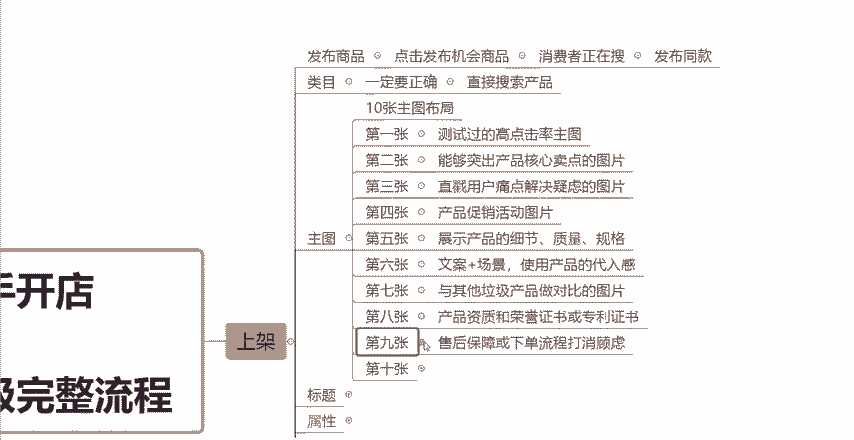 发布商品 点击发布机会商品 消费者正在搜 发布同款
类目 一定要正确 直接搜索产品
10张主图布局
第一张 测试过的高点击率主图
第二张 能够突出产品核心卖点的图片
第三张 直戳用户痛点解决疑虑的图片
第四张 产品促销活动图片
主图 第五张 展示产品的细节、质量、规格
第六张 文案+场景，使用产品的代入感
第七张 与其他垃圾产品做对比的图片
第八张 产品资质和荣誉证书或专利证书
第九张 售后保障或下单流程打消顾虑
第十张
标题
属性
手开店
上架
级完整流程